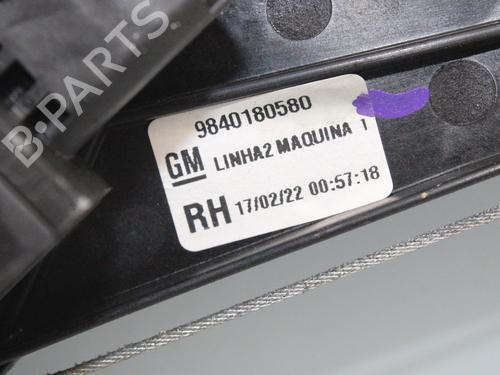 B-PARTS
9840180580
GM LINHA2 MAQUINA 1
RH 17/02/22 00:57:18